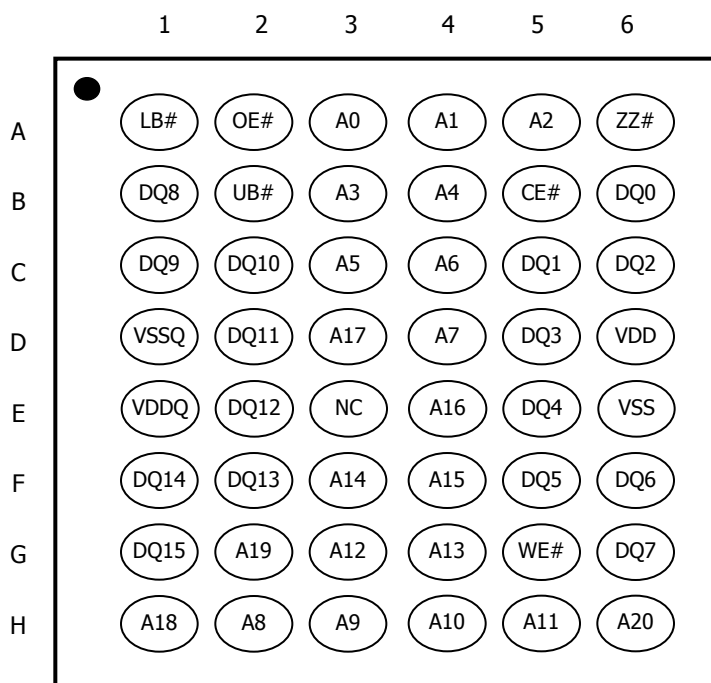 1 2 3 4 5 6
A LB# OE# A0 A1 A2 ZZ#
B DQ8 UB# A3 A4 CE# DQ0
C DQ9 DQ10 A5 A6 DQ1 DQ2
D VSSQ DQ11 A17 A7 DQ3 VDD
E VDDQ DQ12 NC A16 DQ4 VSS
F DQ14 DQ13 A14 A15 DQ5 DQ6
G DQ15 A19 A12 A13 WE# DQ7
H A18 A8 A9 A10 A11 A20